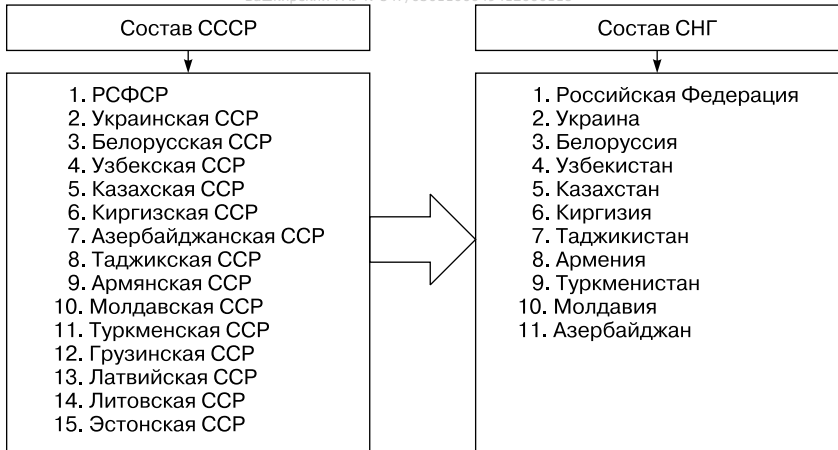 Состав СССР
1. РСФСР
2. Украинская ССР
3. Белорусская ССР
4. Узбекская ССР
5. Казахская ССР
6. Киргизская ССР
7. Азербайджанская ССР
8. Таджикская ССР
9. Армянская ССР
10. Молдавская ССР
11. Туркменская ССР
12. Грузинская ССР
13. Латвийская ССР
14. Литовская ССР
15. Эстонская ССР
Состав СНГ
1. Российская Федерация
2. Украина
3. Белоруссия
4. Узбекистан
5. Казахстан
6. Киргизия
7. Таджикистан
8. Армения
9. Туркменистан
10. Молдавия
11. Азербайджан